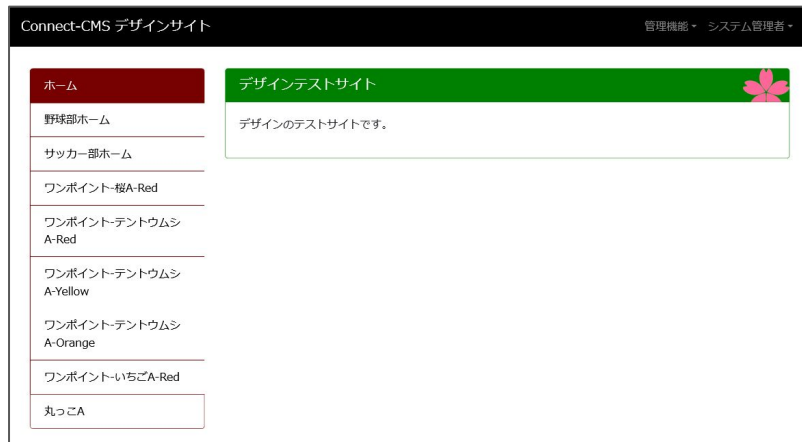 Connect-CMS デザインサイト
管理機能 システム管理者
ホーム
野球部ホーム
サッカー部ホーム
ワンポイント-桜A-Red
ワンポイント-テントウムシ
A-Red
ワンポイント-テントウムシ
A-Yellow
ワンポイント-テントウムシ
A-Orange
ワンポイント-いちごA-Red
丸っこA
デザインテストサイト
デザインのテストサイトです。